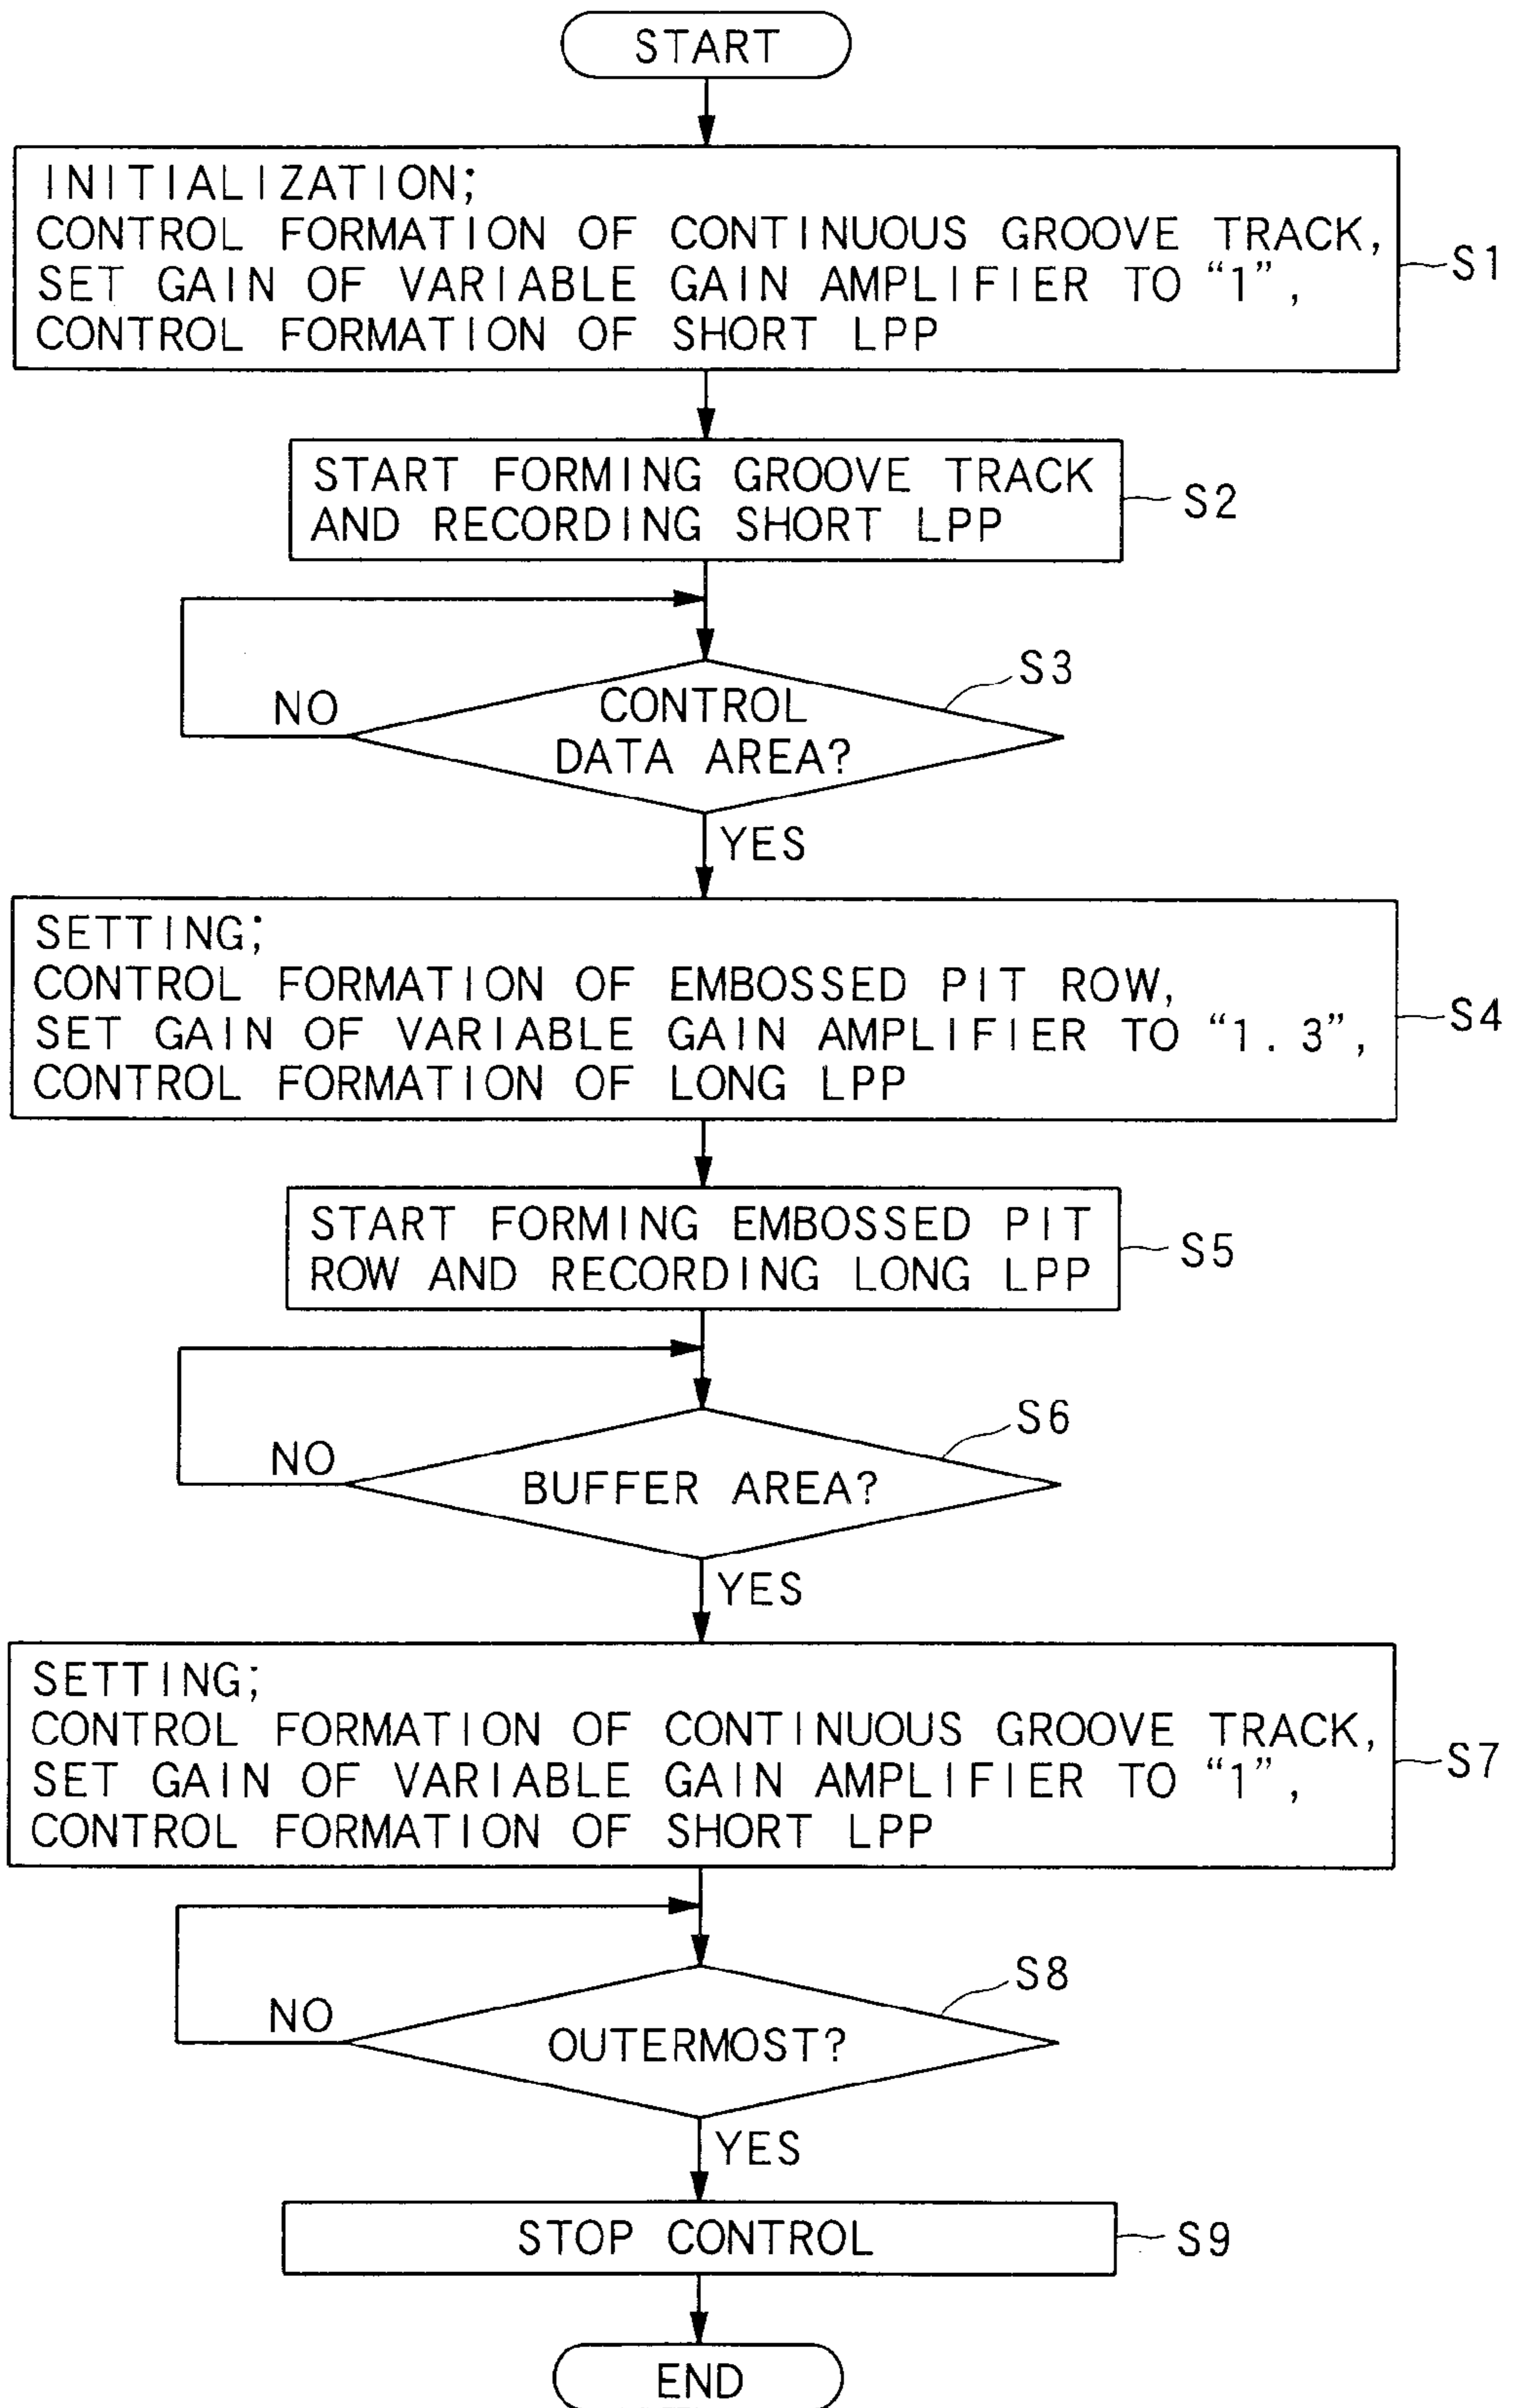 START
INITIALIZATION;
CONTROL FORMATION OF CONTINUOUS GROOVE TRACK,
SET GAIN OF VARIABLE GAIN AMPLIFIER TO “1”,
CONTROL FORMATION OF SHORT LPP
S1
START FORMING GROOVE TRACK
AND RECORDING SHORT LPP
S2
S3
NO
CONTROL
DATA AREA?
YES
SETTING;
CONTROL FORMATION OF EMBOSSED PIT ROW,
SET GAIN OF VARIABLE GAIN AMPLIFIER TO “1. 3”,
CONTROL FORMATION OF LONG LPP
S4
START FORMING EMBOSSED PIT
ROW AND RECORDING LONG LPP
S5
S6
NO
BUFFER AREA?
YES
SETTING;
CONTROL FORMATION OF CONTINUOUS GROOVE TRACK,
SET GAIN OF VARIABLE GAIN AMPLIFIER TO “1”,
CONTROL FORMATION OF SHORT LPP
S7
S8
NO
OUTERMOST?
YES
STOP CONTROL
S9
END